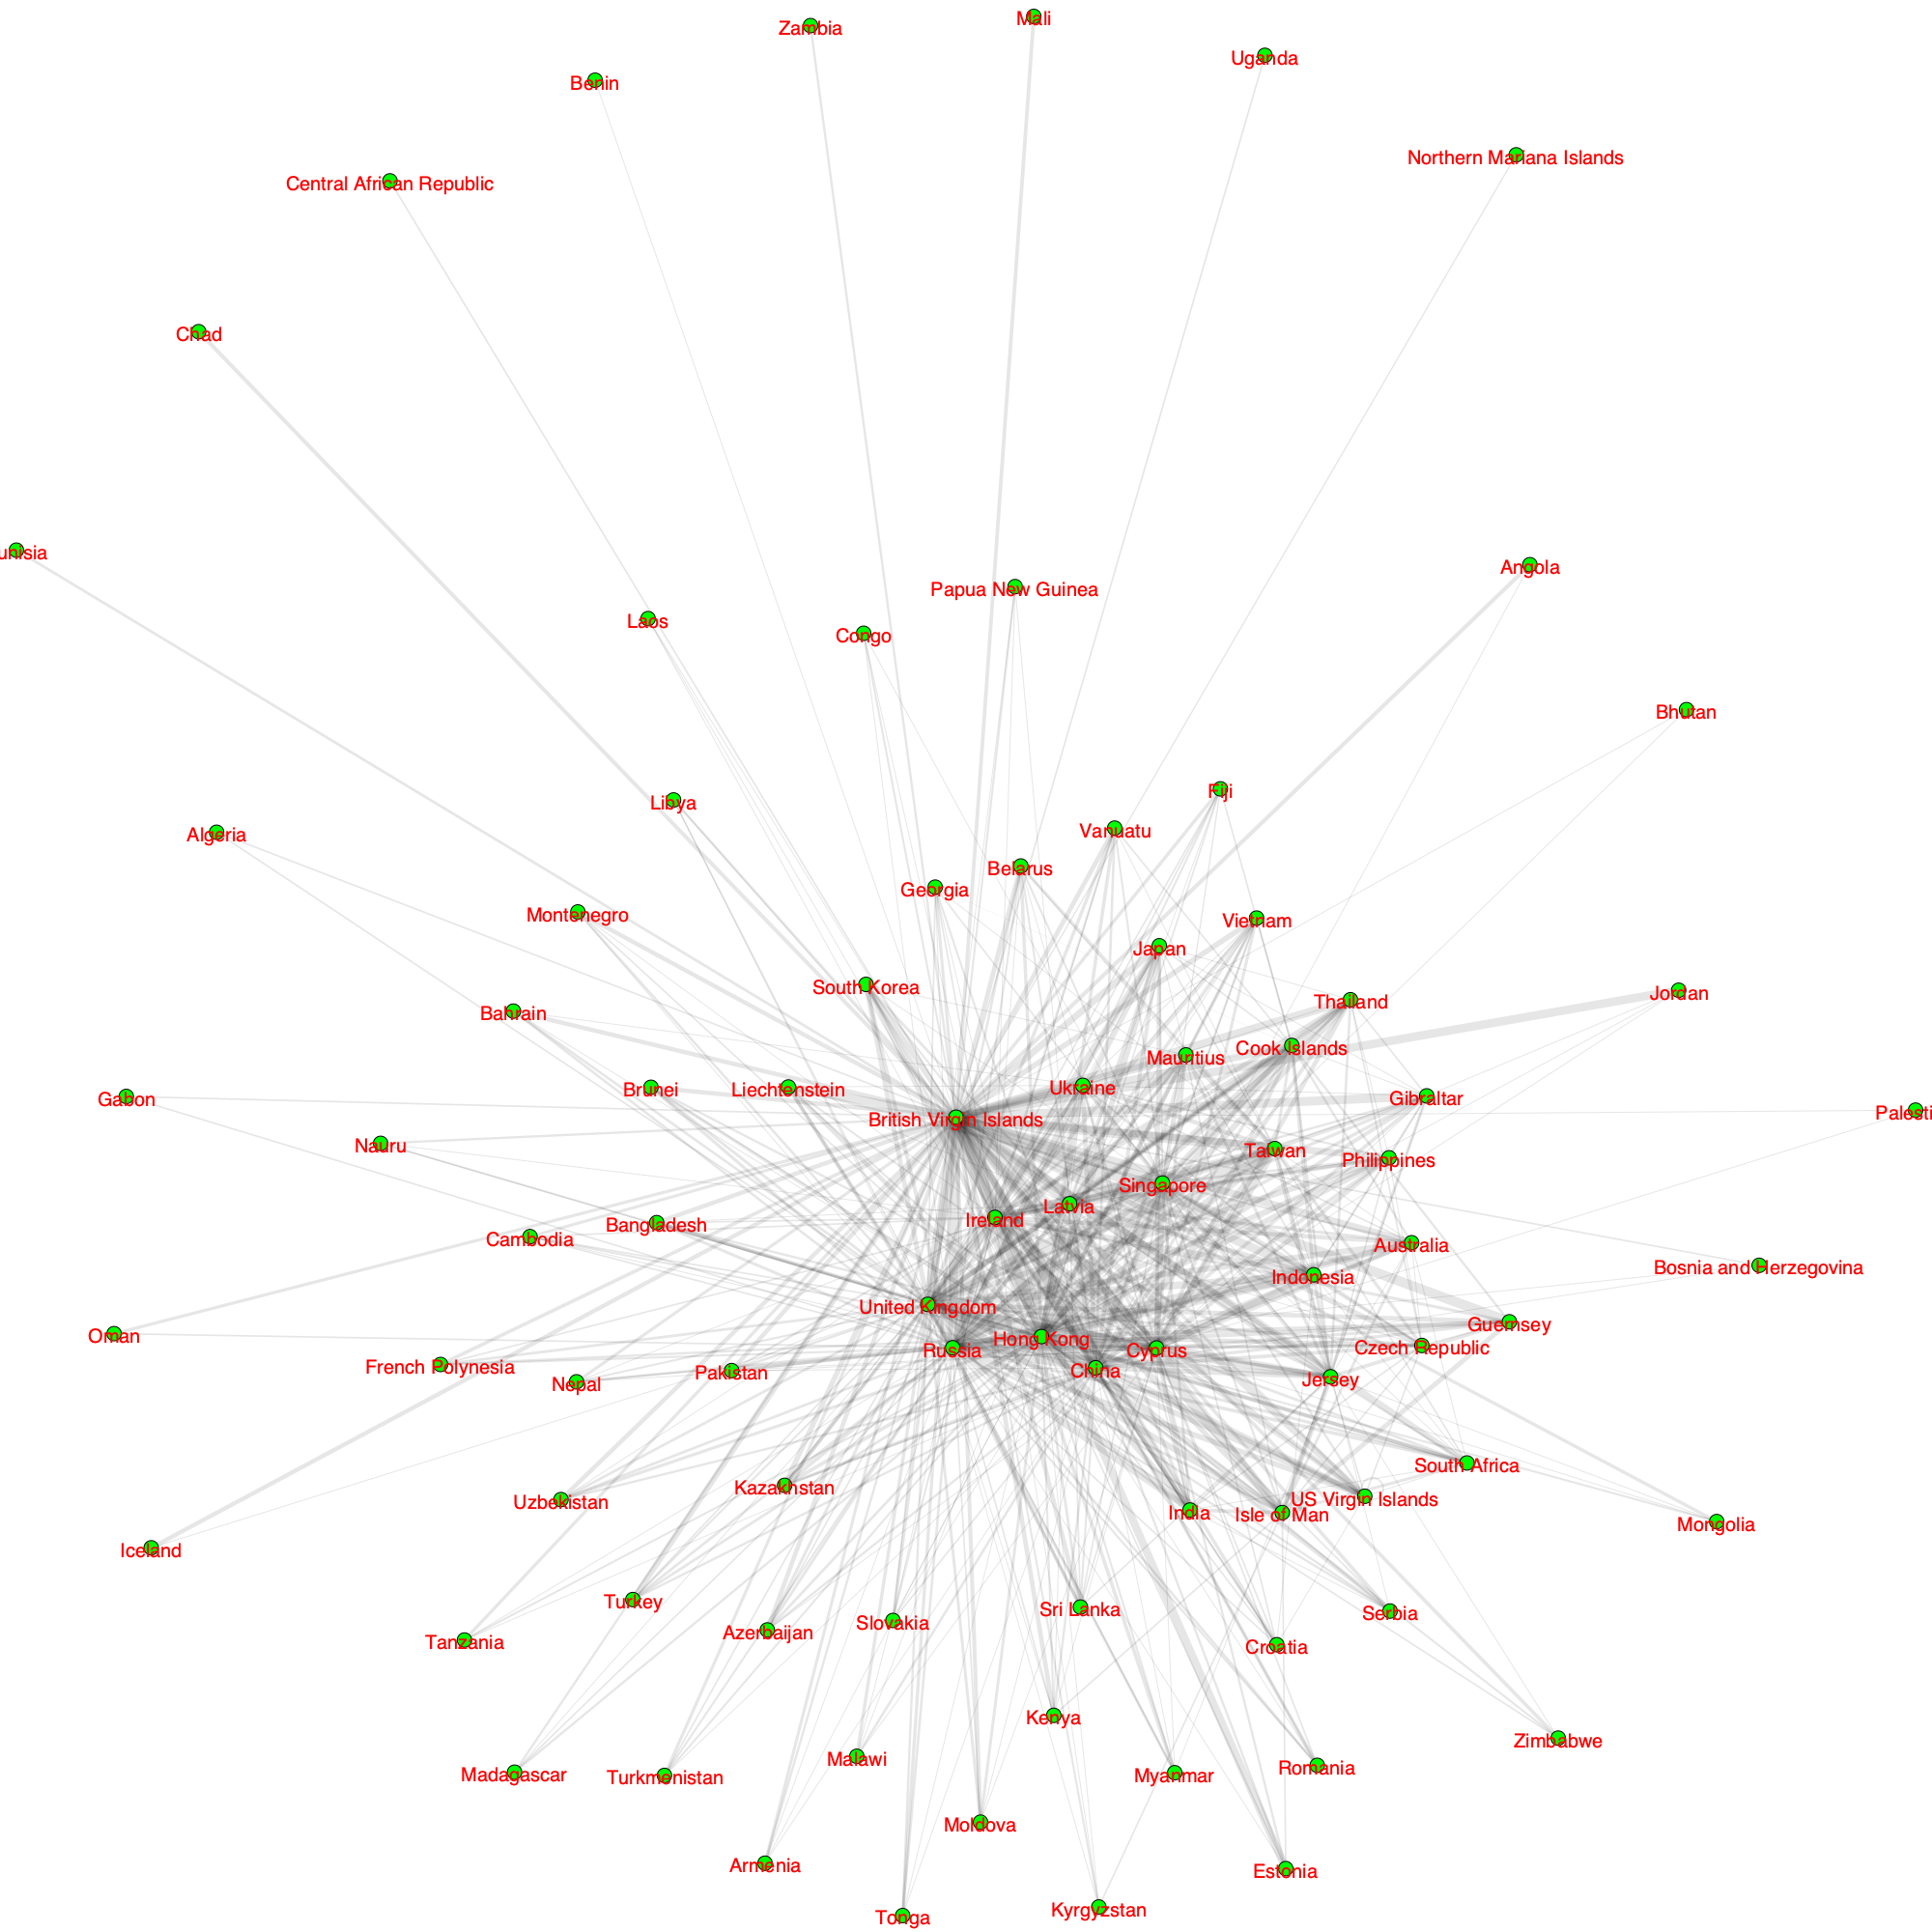 Mali
Zambia
Uganda
Benin
Northern Mariana Islands
Central African Republic
Chad
unisia
Angola
Papua New Guinea
Laos
Congo
Bhutan
Fiji
Libya
Vanuatu
Algeria
Belarus
Georgia
Montenegro
Vietnam
Japan
South Korea
Jordan
Thailand
Bahrain
Cook Islands
Mauritius
Ukraine
Brunei
Liechtenstein
Gibraltar
Gabon
Palesti
British Virgin Islands
Nauru
Taiwan
Philippines
Singapore
Latvia
Ireland
Bangladesh
Cambodia
Australia
Bosnia and Herzegovina
Indonesia
United Kingdom
Guernsey
Oman
Hong Kong
Czech Republic
Russia
Cyprus
French Polynesia
China
Pakistan
Jersey
Nepal
South Africa
Kazakhstan
US Virgin Islands
Uzbekistan
India
Isle of Man
Mongolia
Iceland
Turkey
Sri Lanka
Serbia
Slovakia
Azerbaijan
Tanzania
Croatia
Kenya
Zimbabwe
Malawi
Romania
Madagascar
Myanmar
Turkmenistan
Moldova
Armenia
Estonia
Kyrgyzstan
Tonga